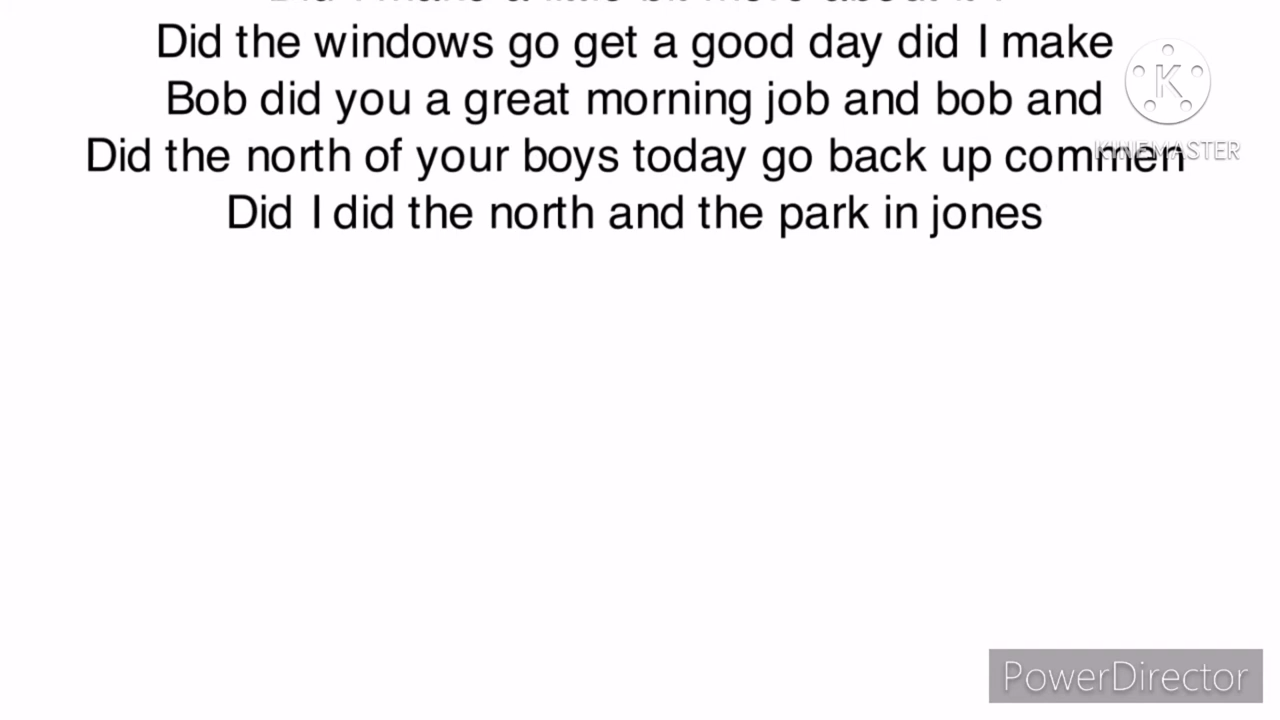 Did the windows go get a good day did I make
Bob did you a great morning job and bob and
Did the north of your boys today go back up commen
Did I did the north and the park in jones
K
KINEMASTER
PowerDirector